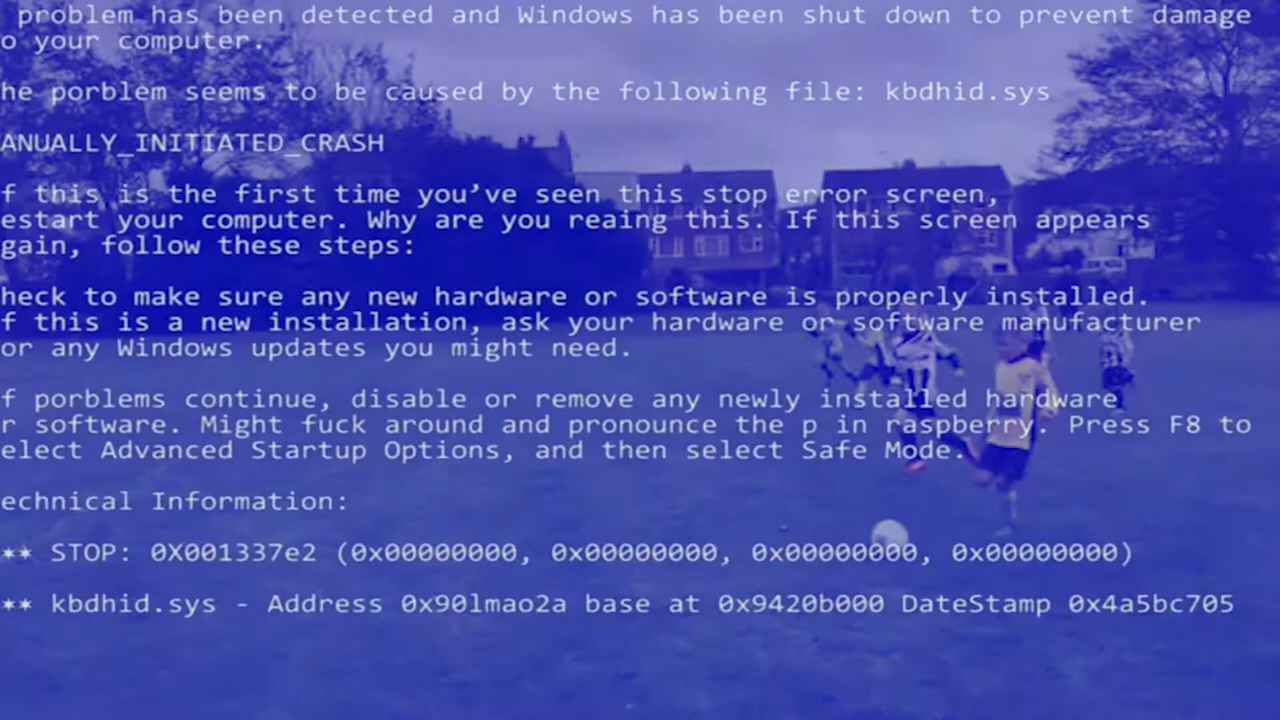 problem has been detected and Windows has been shut down to prevent damage
o your computer.
he porblem seems to be caused by the following file: kbdhid.sys
ANUALLY_INITIATED_CRASH
f this is the first time you've seen this stop error screen,
estart your computer. Why are you reaing this. If this screen appears
gain, follow these steps:
heck to make sure any new hardware or software is properly installed.
f this is a new installation, ask your hardware or software manufacturer
or any Windows updates you might need.
f porblems continue, disable or remove any newly installed hardware
r software. Might fuck around and pronounce the p in raspberry. Press F8 to
elect Advanced Startup Options, and then select Safe Mode.
echnical Information:
** STOP: 0X001337e2 (0x00000000, 0x00000000, 0x00000000, 0x00000000)
** kbdhid.sys - Address 0x90lmao2a base at 0x9420b000 DateStamp 0x4a5bc705